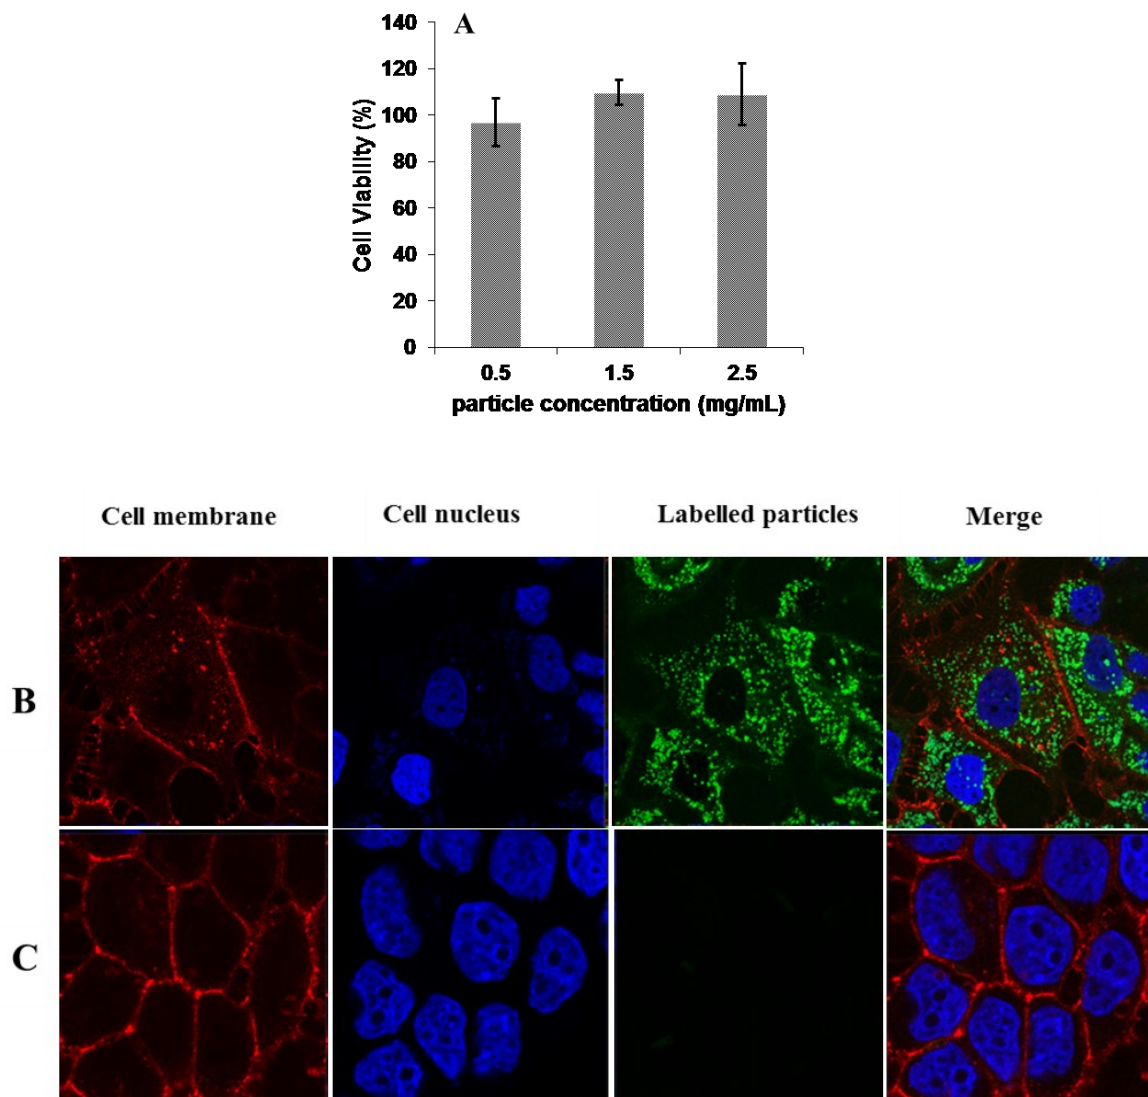 A
140
120
100
80
60
40
20
0
Cell Viability (%)
0.5 1.5 2.5
particle concentration (mg/mL)
Cell membrane Cell nucleus Labelled particles Merge
B
C